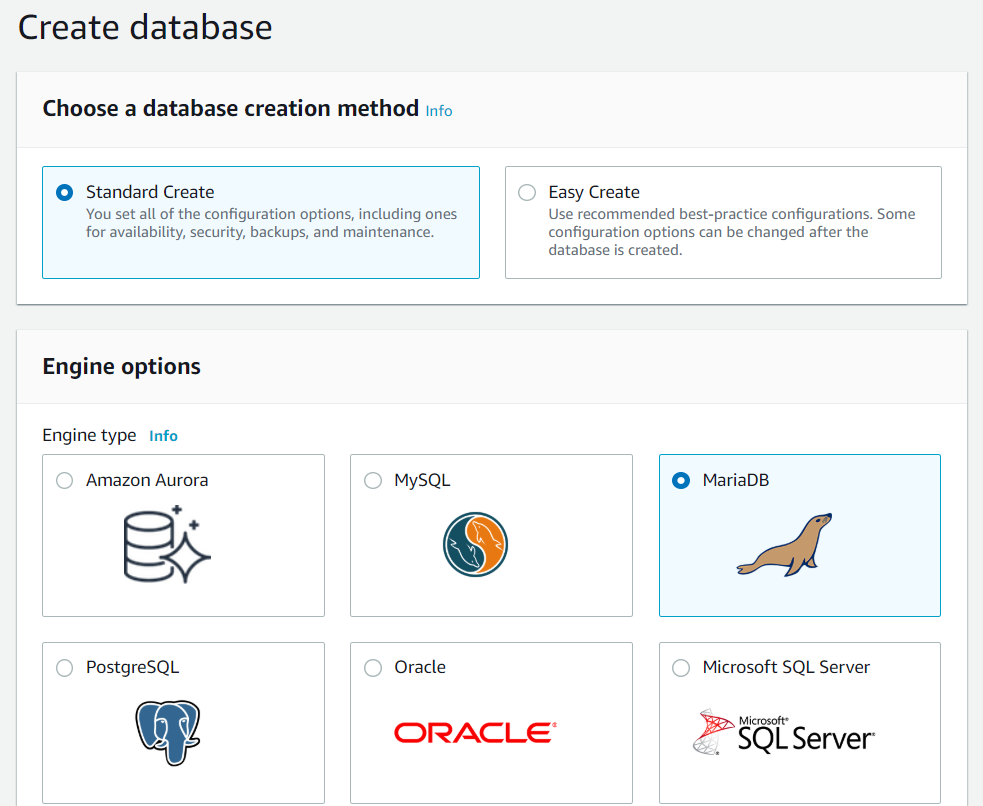 Create database
Choose a database creation method Info
Standard Create
You set all of the configuration options, including ones
for availability, security, backups, and maintenance.
Easy Create
Use recommended best-practice configurations. Some
configuration options can be changed after the
database is created.
Engine options
Engine type Info
Amazon Aurora
MySQL
MariaDB
PostgreSQL
Oracle
ORACLE®
Microsoft SQL Server
Microsoft®
SQL Server®